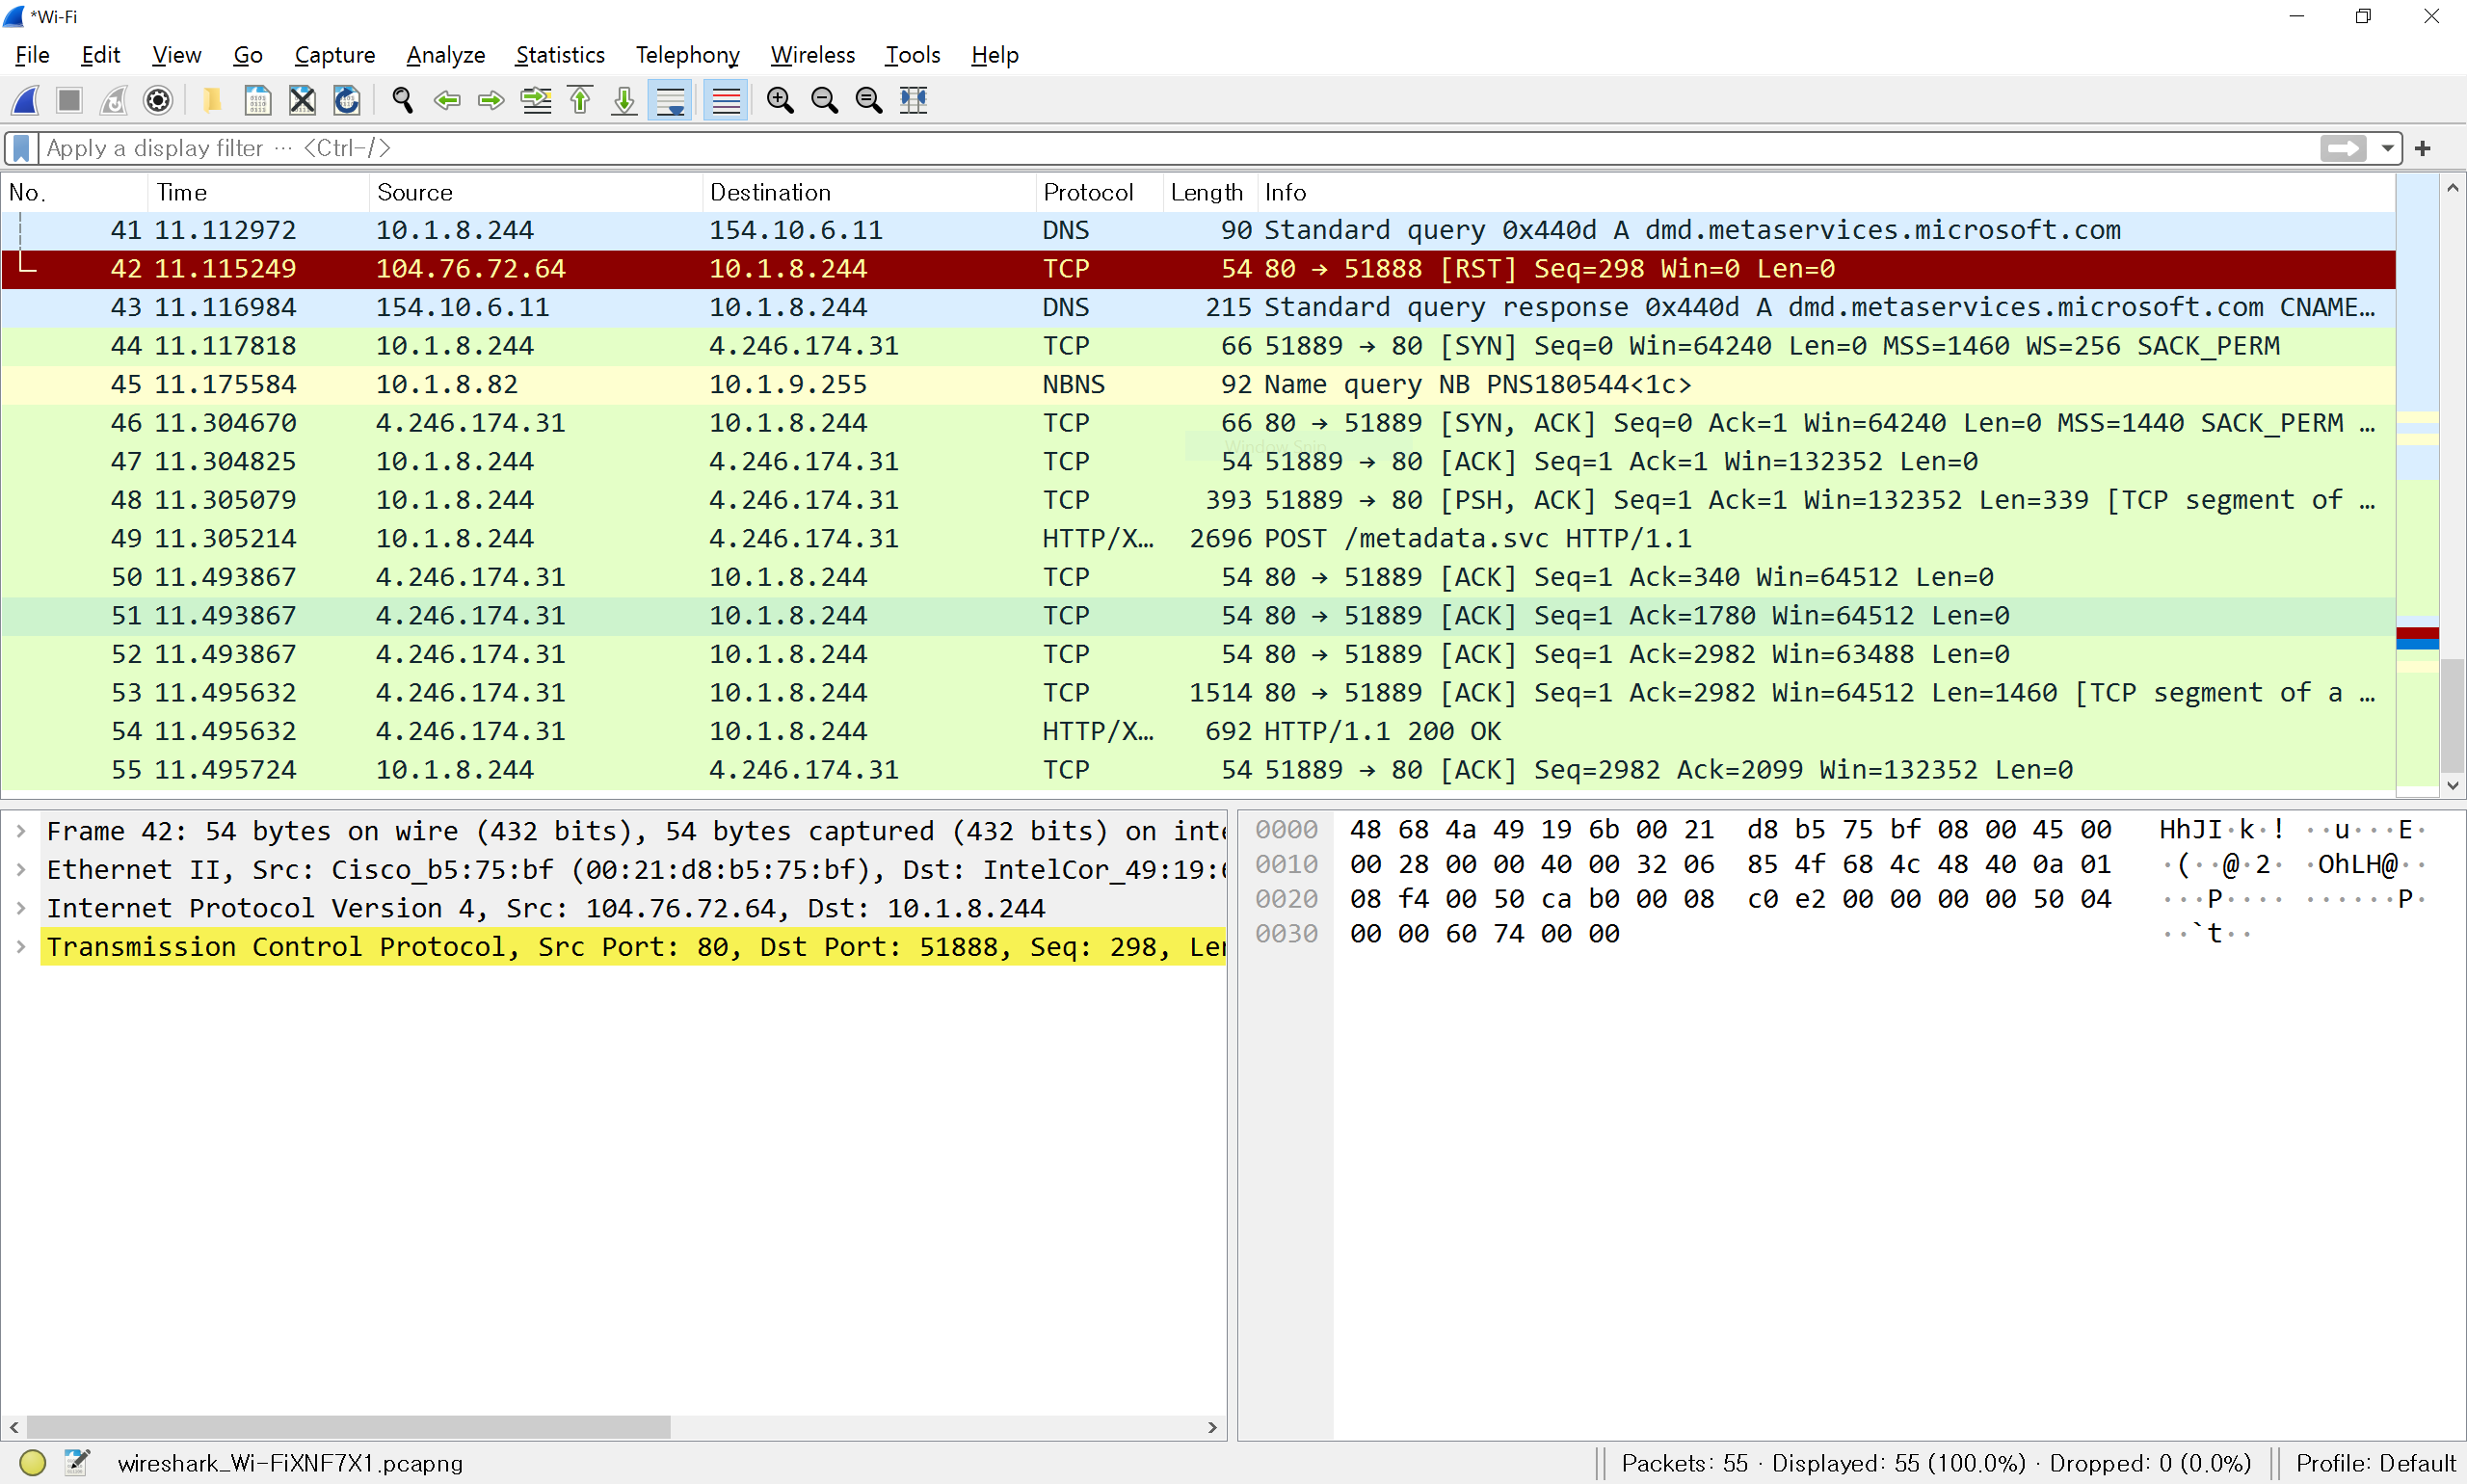 *Wi-Fi
File Edit View Go Capture Analyze Statistics Telephony Wireless Tools Help
Apply a display filter ··· <Ctrl-/>
No. Time Source Destination Protocol Length Info
41 11.112972 10.1.8.244 154.10.6.11 DNS 90 Standard query 0x440d A dmd.metaservices.microsoft.com
42 11.115249 104.76.72.64 10.1.8.244 TCP 54 80 → 51888 [RST] Seq=298 Win=0 Len=0
43 11.116984 154.10.6.11 10.1.8.244 DNS 215 Standard query response 0x440d A dmd.metaservices.microsoft.com CNAME…
44 11.117818 10.1.8.244 4.246.174.31 TCP 66 51889 → 80 [SYN] Seq=0 Win=64240 Len=0 MSS=1460 WS=256 SACK_PERM
45 11.175584 10.1.8.82 10.1.9.255 NBNS 92 Name query NB PNS180544<1c>
46 11.304670 4.246.174.31 10.1.8.244 TCP 66 80 → 51889 [SYN, ACK] Seq=0 Ack=1 Win=64240 Len=0 MSS=1440 SACK_PERM …
Window Snip
47 11.304825 10.1.8.244 4.246.174.31 TCP 54 51889 → 80 [ACK] Seq=1 Ack=1 Win=132352 Len=0
48 11.305079 10.1.8.244 4.246.174.31 TCP 393 51889 → 80 [PSH, ACK] Seq=1 Ack=1 Win=132352 Len=339 [TCP segment of …
49 11.305214 10.1.8.244 4.246.174.31 HTTP/X… 2696 POST /metadata.svc HTTP/1.1
50 11.493867 4.246.174.31 10.1.8.244 TCP 54 80 → 51889 [ACK] Seq=1 Ack=340 Win=64512 Len=0
51 11.493867 4.246.174.31 10.1.8.244 TCP 54 80 → 51889 [ACK] Seq=1 Ack=1780 Win=64512 Len=0
52 11.493867 4.246.174.31 10.1.8.244 TCP 54 80 → 51889 [ACK] Seq=1 Ack=2982 Win=63488 Len=0
53 11.495632 4.246.174.31 10.1.8.244 TCP 1514 80 → 51889 [ACK] Seq=1 Ack=2982 Win=64512 Len=1460 [TCP segment of a …
54 11.495632 4.246.174.31 10.1.8.244 HTTP/X… 692 HTTP/1.1 200 OK
55 11.495724 10.1.8.244 4.246.174.31 TCP 54 51889 → 80 [ACK] Seq=2982 Ack=2099 Win=132352 Len=0
Frame 42: 54 bytes on wire (432 bits), 54 bytes captured (432 bits) on inte
Ethernet II, Src: Cisco_b5:75:bf (00:21:d8:b5:75:bf), Dst: IntelCor_49:19:6
Internet Protocol Version 4, Src: 104.76.72.64, Dst: 10.1.8.244
Transmission Control Protocol, Src Port: 80, Dst Port: 51888, Seq: 298, Len
0000 48 68 4a 49 19 6b 00 21 d8 b5 75 bf 08 00 45 00 HhJI·k·! ··u···E·
0010 00 28 00 00 40 00 32 06 85 4f 68 4c 48 40 0a 01 ·(··@·2· ·OhLH@··
0020 08 f4 00 50 ca b0 00 08 c0 e2 00 00 00 00 50 04 ···P···· ······P·
0030 00 00 60 74 00 00 ··`t··
wireshark_Wi-FiXNF7X1.pcapng
Packets: 55 · Displayed: 55 (100.0%) · Dropped: 0 (0.0%)
Profile: Default